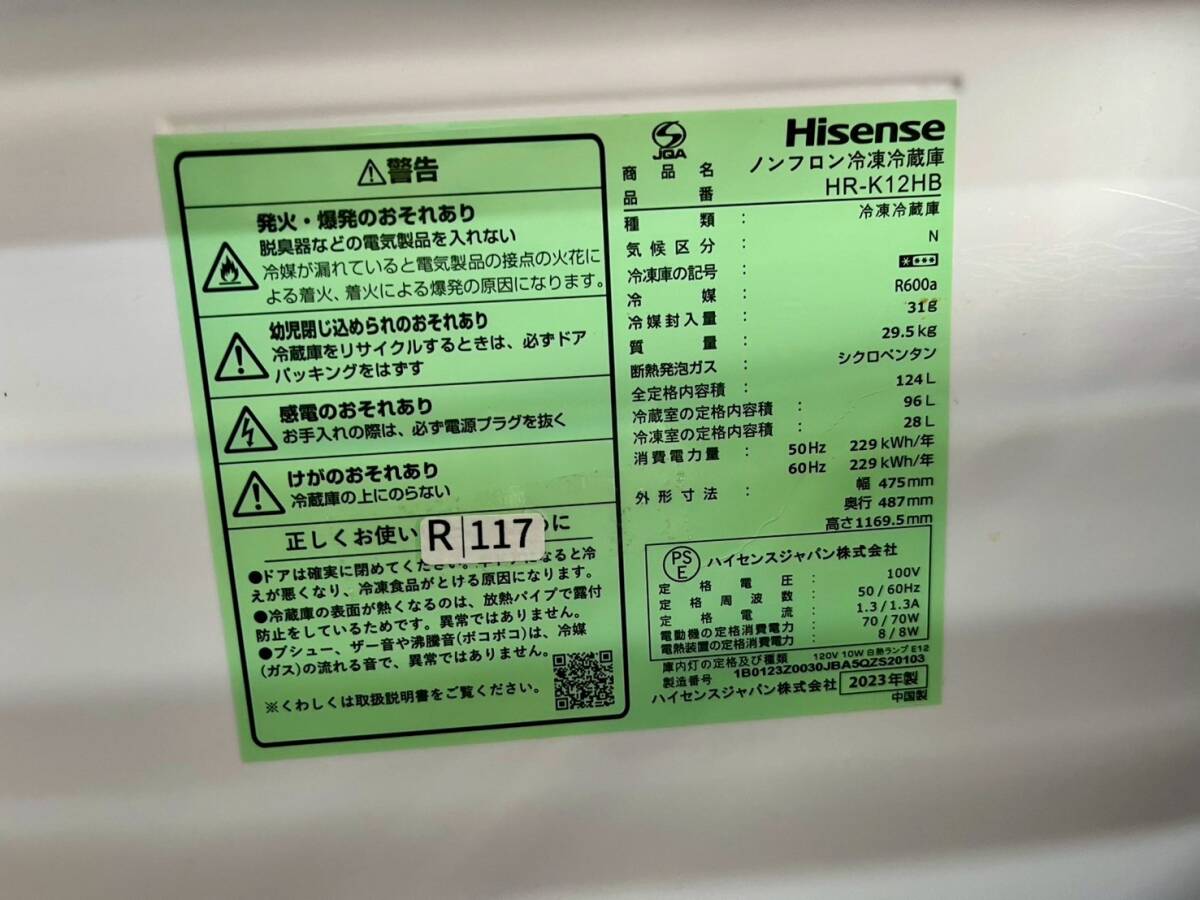 ⚠警告
発火・爆発のおそれあり
脱臭器などの電気製品を入れない
冷媒が漏れていると電気製品の接点の火花に
よる着火、着火による爆発の原因になります。
幼児閉じ込められのおそれあり
冷蔵庫をリサイクルするときは、必ずドア
パッキングをはずす
感電のおそれあり
お手入れの際は、必ず電源プラグを抜く
けがのおそれあり
冷蔵庫の上にのらない
正しくお使い
に
R|117
●ドアは確実に閉めてください。
になると冷
えが悪くなり、冷凍食品がとける原因になります。
●冷蔵庫の表面が熱くなるのは、放熱パイプで露付
防止をしているためです。異常ではありません。
●プシュー、ザー音や沸騰音(ポコポコ)は、冷媒
(ガス)の流れる音で、異常ではありません。
※くわしくは取扱説明書をご覧ください。
JQA
Hisense
商品名 ノンフロン冷凍冷蔵庫
品番 HR-K12HB
種類: 冷凍冷蔵庫
気候区分: N
冷凍庫の記号:
冷媒: R600a
冷媒封入量: 31g
質量: 29.5kg
断熱発泡ガス: シクロペンタン
全定格内容積: 124L
冷蔵室の定格内容積: 96L
冷凍室の定格内容積: 28L
消費電力量: 50Hz 229kWh/年
60Hz 229kWh/年
外形寸法: 幅 475mm
奥行 487mm
高さ1169.5mm
PSE ハイセンスジャパン株式会社
定格電圧: 100V
定格周波数: 50/60Hz
定格電流: 1.3/1.3A
電動機の定格消費電力: 70/70W
電熱装置の定格消費電力: 8/8W
庫内灯の定格及び種類 120V 10W 白熱ランプ E12
製造番号 1B0123Z0030JBA5QZS20103
ハイセンスジャパン株式会社 2023年製
中国製